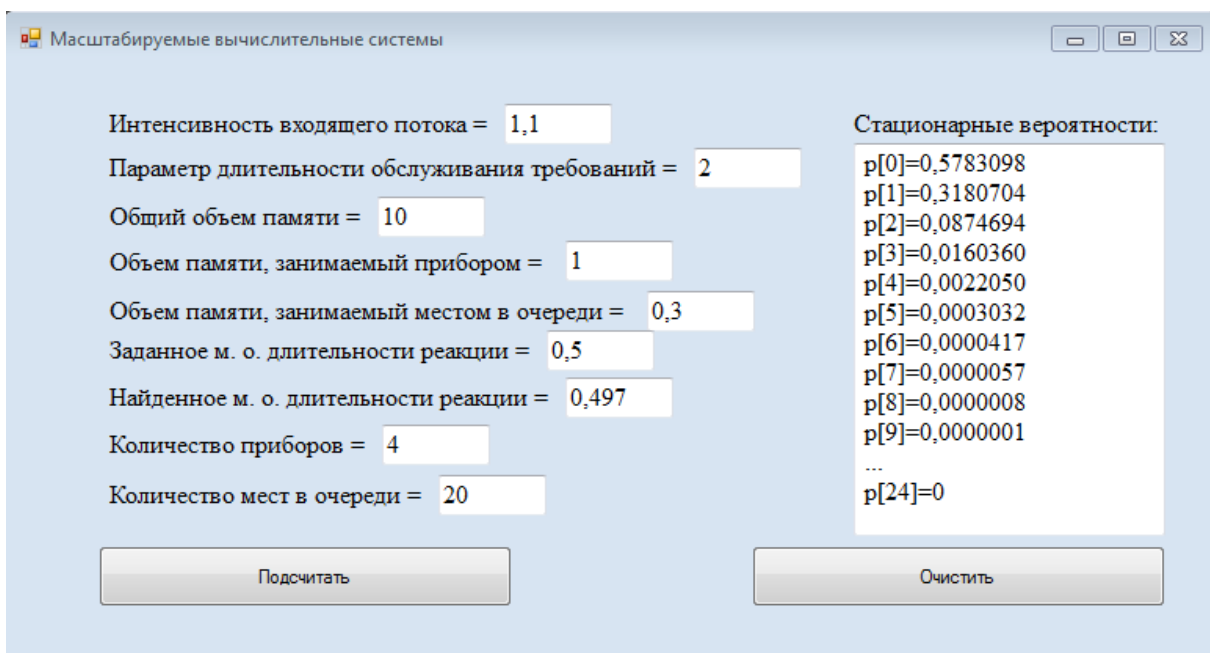 Масштабируемые вычислительные системы
Интенсивность входящего потока = 1,1
Параметр длительности обслуживания требований = 2
Общий объем памяти = 10
Объем памяти, занимаемый прибором = 1
Объем памяти, занимаемый местом в очереди = 0,3
Заданное м. о. длительности реакции = 0,5
Найденное м. о. длительности реакции = 0,497
Количество приборов = 4
Количество мест в очереди = 20
Подсчитать
Стационарные вероятности:
p[0]=0,5783098
p[1]=0,3180704
p[2]=0,0874694
p[3]=0,0160360
p[4]=0,0022050
p[5]=0,0003032
p[6]=0,0000417
p[7]=0,0000057
p[8]=0,0000008
p[9]=0,0000001
...
p[24]=0
Очистить